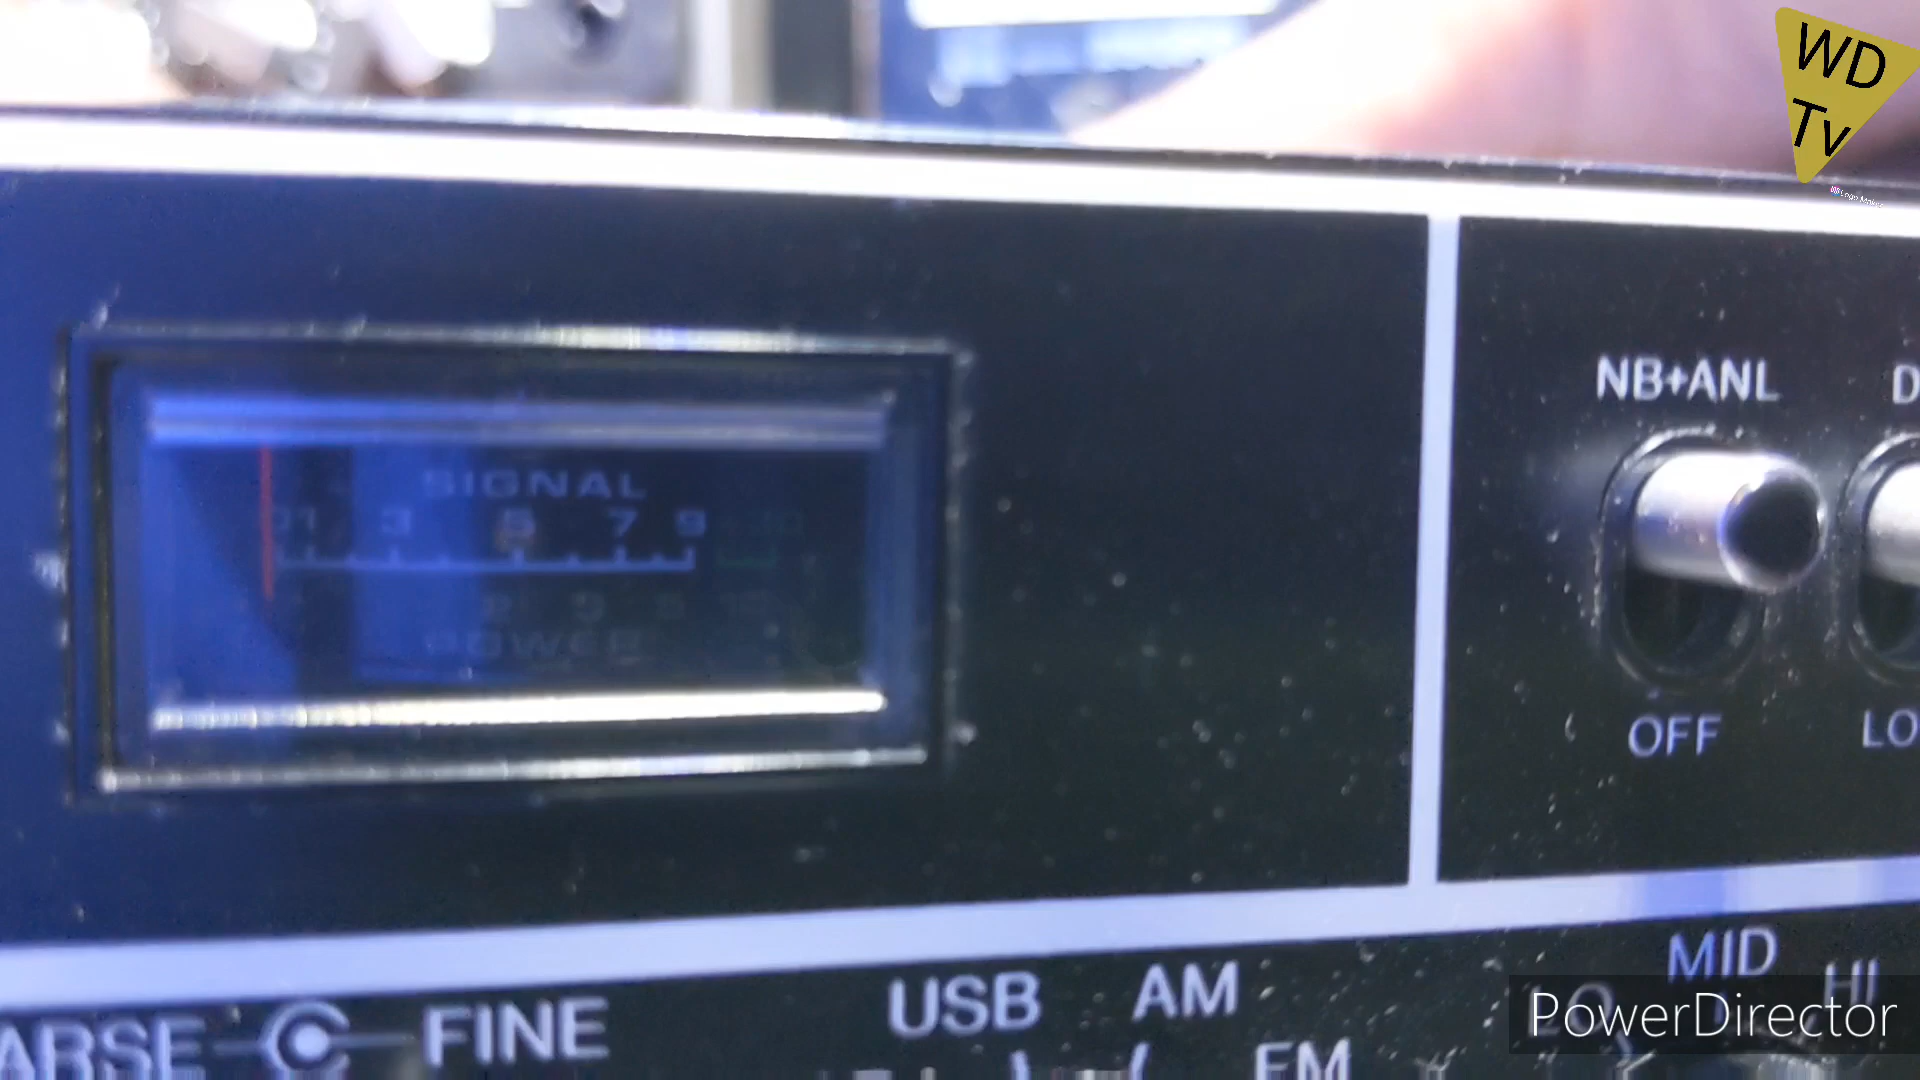 WD
Tv
NB+ANL
SIGNAL
1 3 5 7 9
POWER
OFF
LO
MID
HI
USB
AM
FINE
FM
PowerDirector